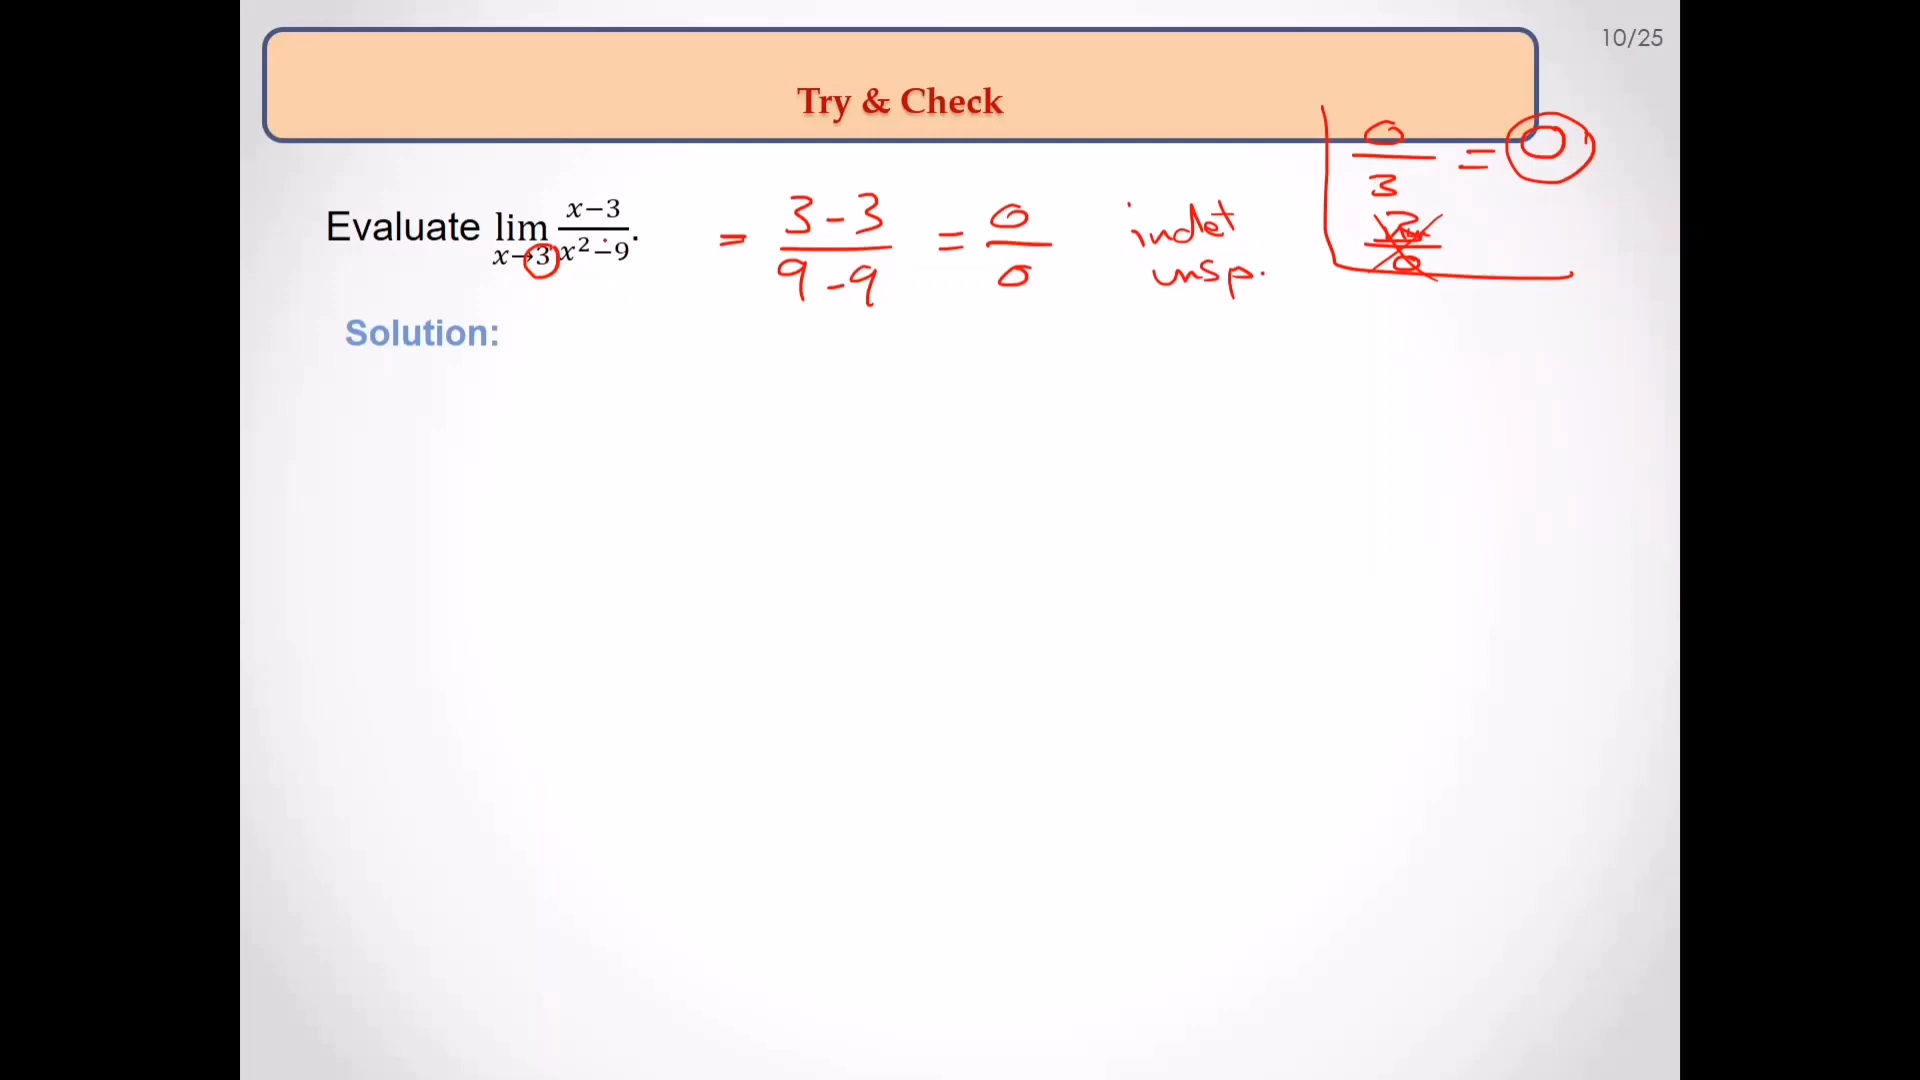 10/25
Try & Check
0/3 = 0
Evaluate lim x→3 x−3/x²−9. = 3-3/9-9 = 0/0 indet
unsp.
Solution: